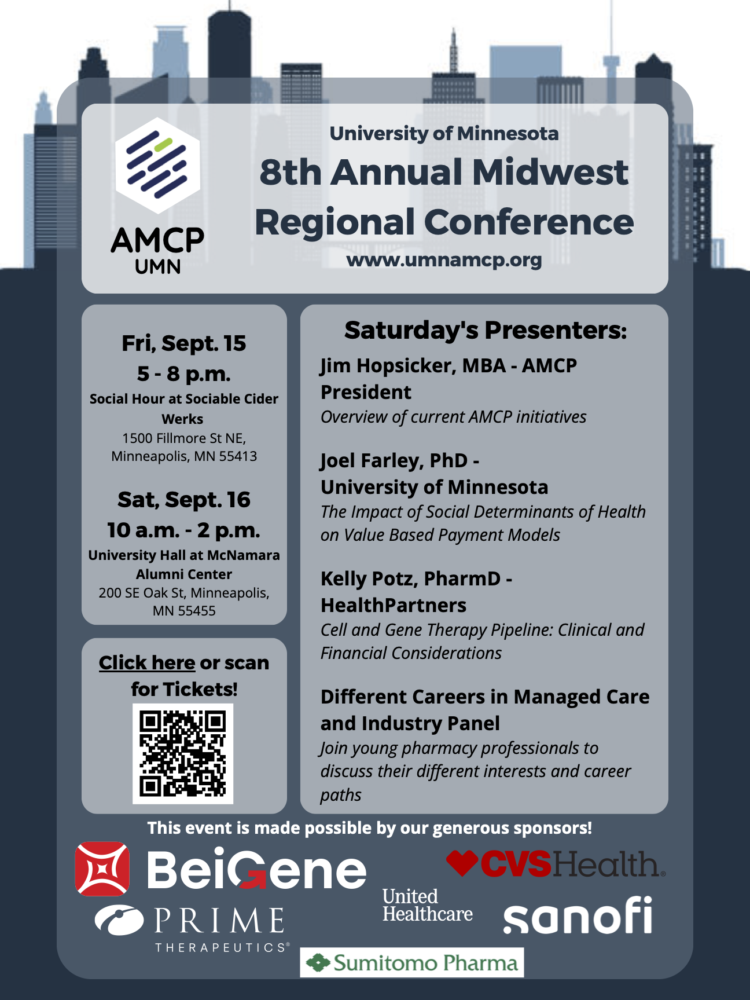 University of Minnesota
8th Annual Midwest
Regional Conference
www.umnamcp.org
AMCP
UMN
Fri, Sept. 15
5 - 8 p.m.
Social Hour at Sociable Cider
Werks
1500 Fillmore St NE,
Minneapolis, MN 55413
Sat, Sept. 16
10 a.m. - 2 p.m.
University Hall at McNamara
Alumni Center
200 SE Oak St, Minneapolis,
MN 55455
Click here or scan
for Tickets!
Saturday's Presenters:
Jim Hopsicker, MBA - AMCP
President
Overview of current AMCP initiatives
Joel Farley, PhD -
University of Minnesota
The Impact of Social Determinants of Health
on Value Based Payment Models
Kelly Potz, PharmD -
HealthPartners
Cell and Gene Therapy Pipeline: Clinical and
Financial Considerations
Different Careers in Managed Care
and Industry Panel
Join young pharmacy professionals to
discuss their different interests and career
paths
This event is made possible by our generous sponsors!
BeiGene
CVSHealth®
United
Healthcare
sanofi
PRIME
THERAPEUTICS®
Sumitomo Pharma